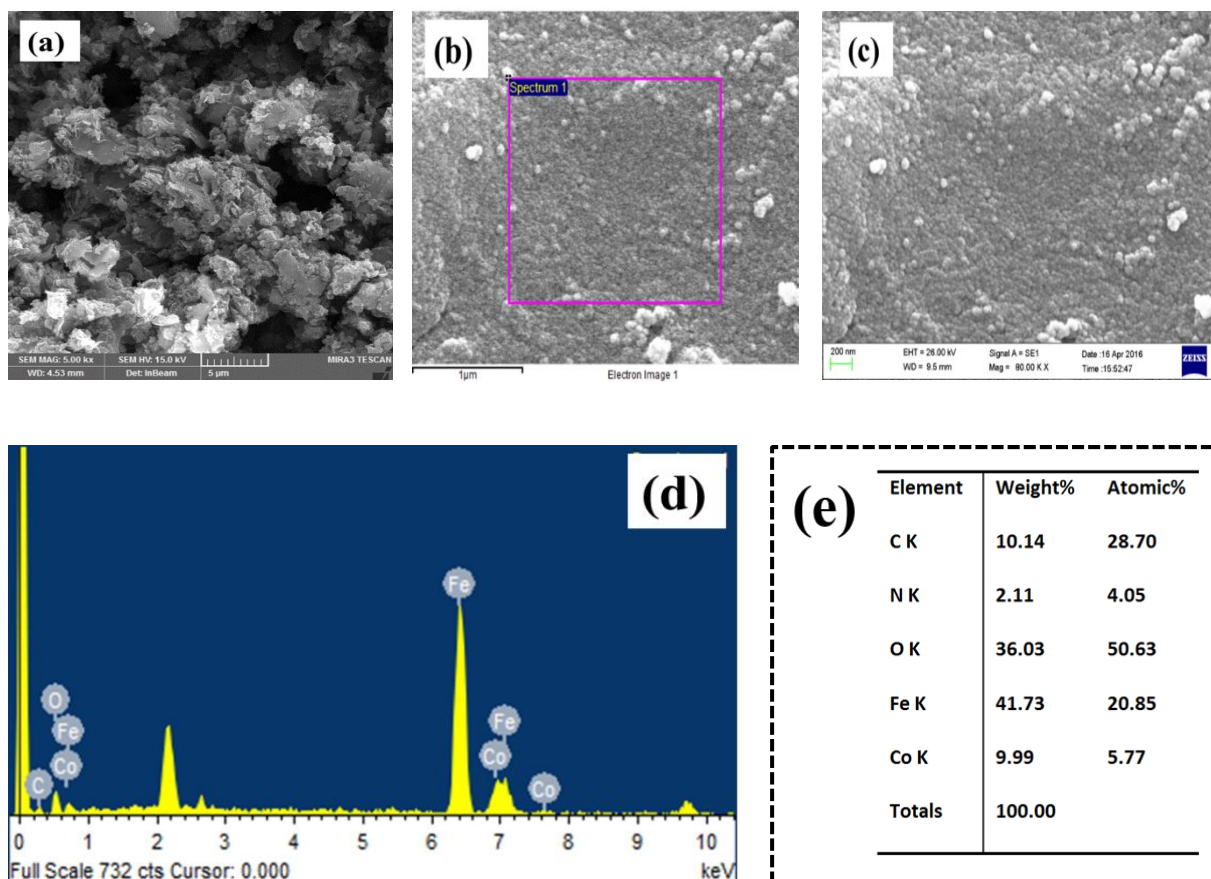 (a)
SEM MAG: 5.00 kx SEM HV: 15.0 kV MIRA3 TESCAN
WD: 4.53 mm Det: InBeam 5 µm
(b)
Spectrum 1
1µm Electron Image 1
(c)
200 nm EHT = 26.00 kV Signal A = SE1 Date :16 Apr 2016 ZEISS
WD = 9.5 mm Mag = 80.00 K X Time :15:52:47
(d)
Fe
O
Fe Fe
Co Co
C Co
0 1 2 3 4 5 6 7 8 9 10
Full Scale 732 cts Cursor: 0.000 keV
(e)
Element Weight% Atomic%
C K 10.14 28.70
N K 2.11 4.05
O K 36.03 50.63
Fe K 41.73 20.85
Co K 9.99 5.77
Totals 100.00